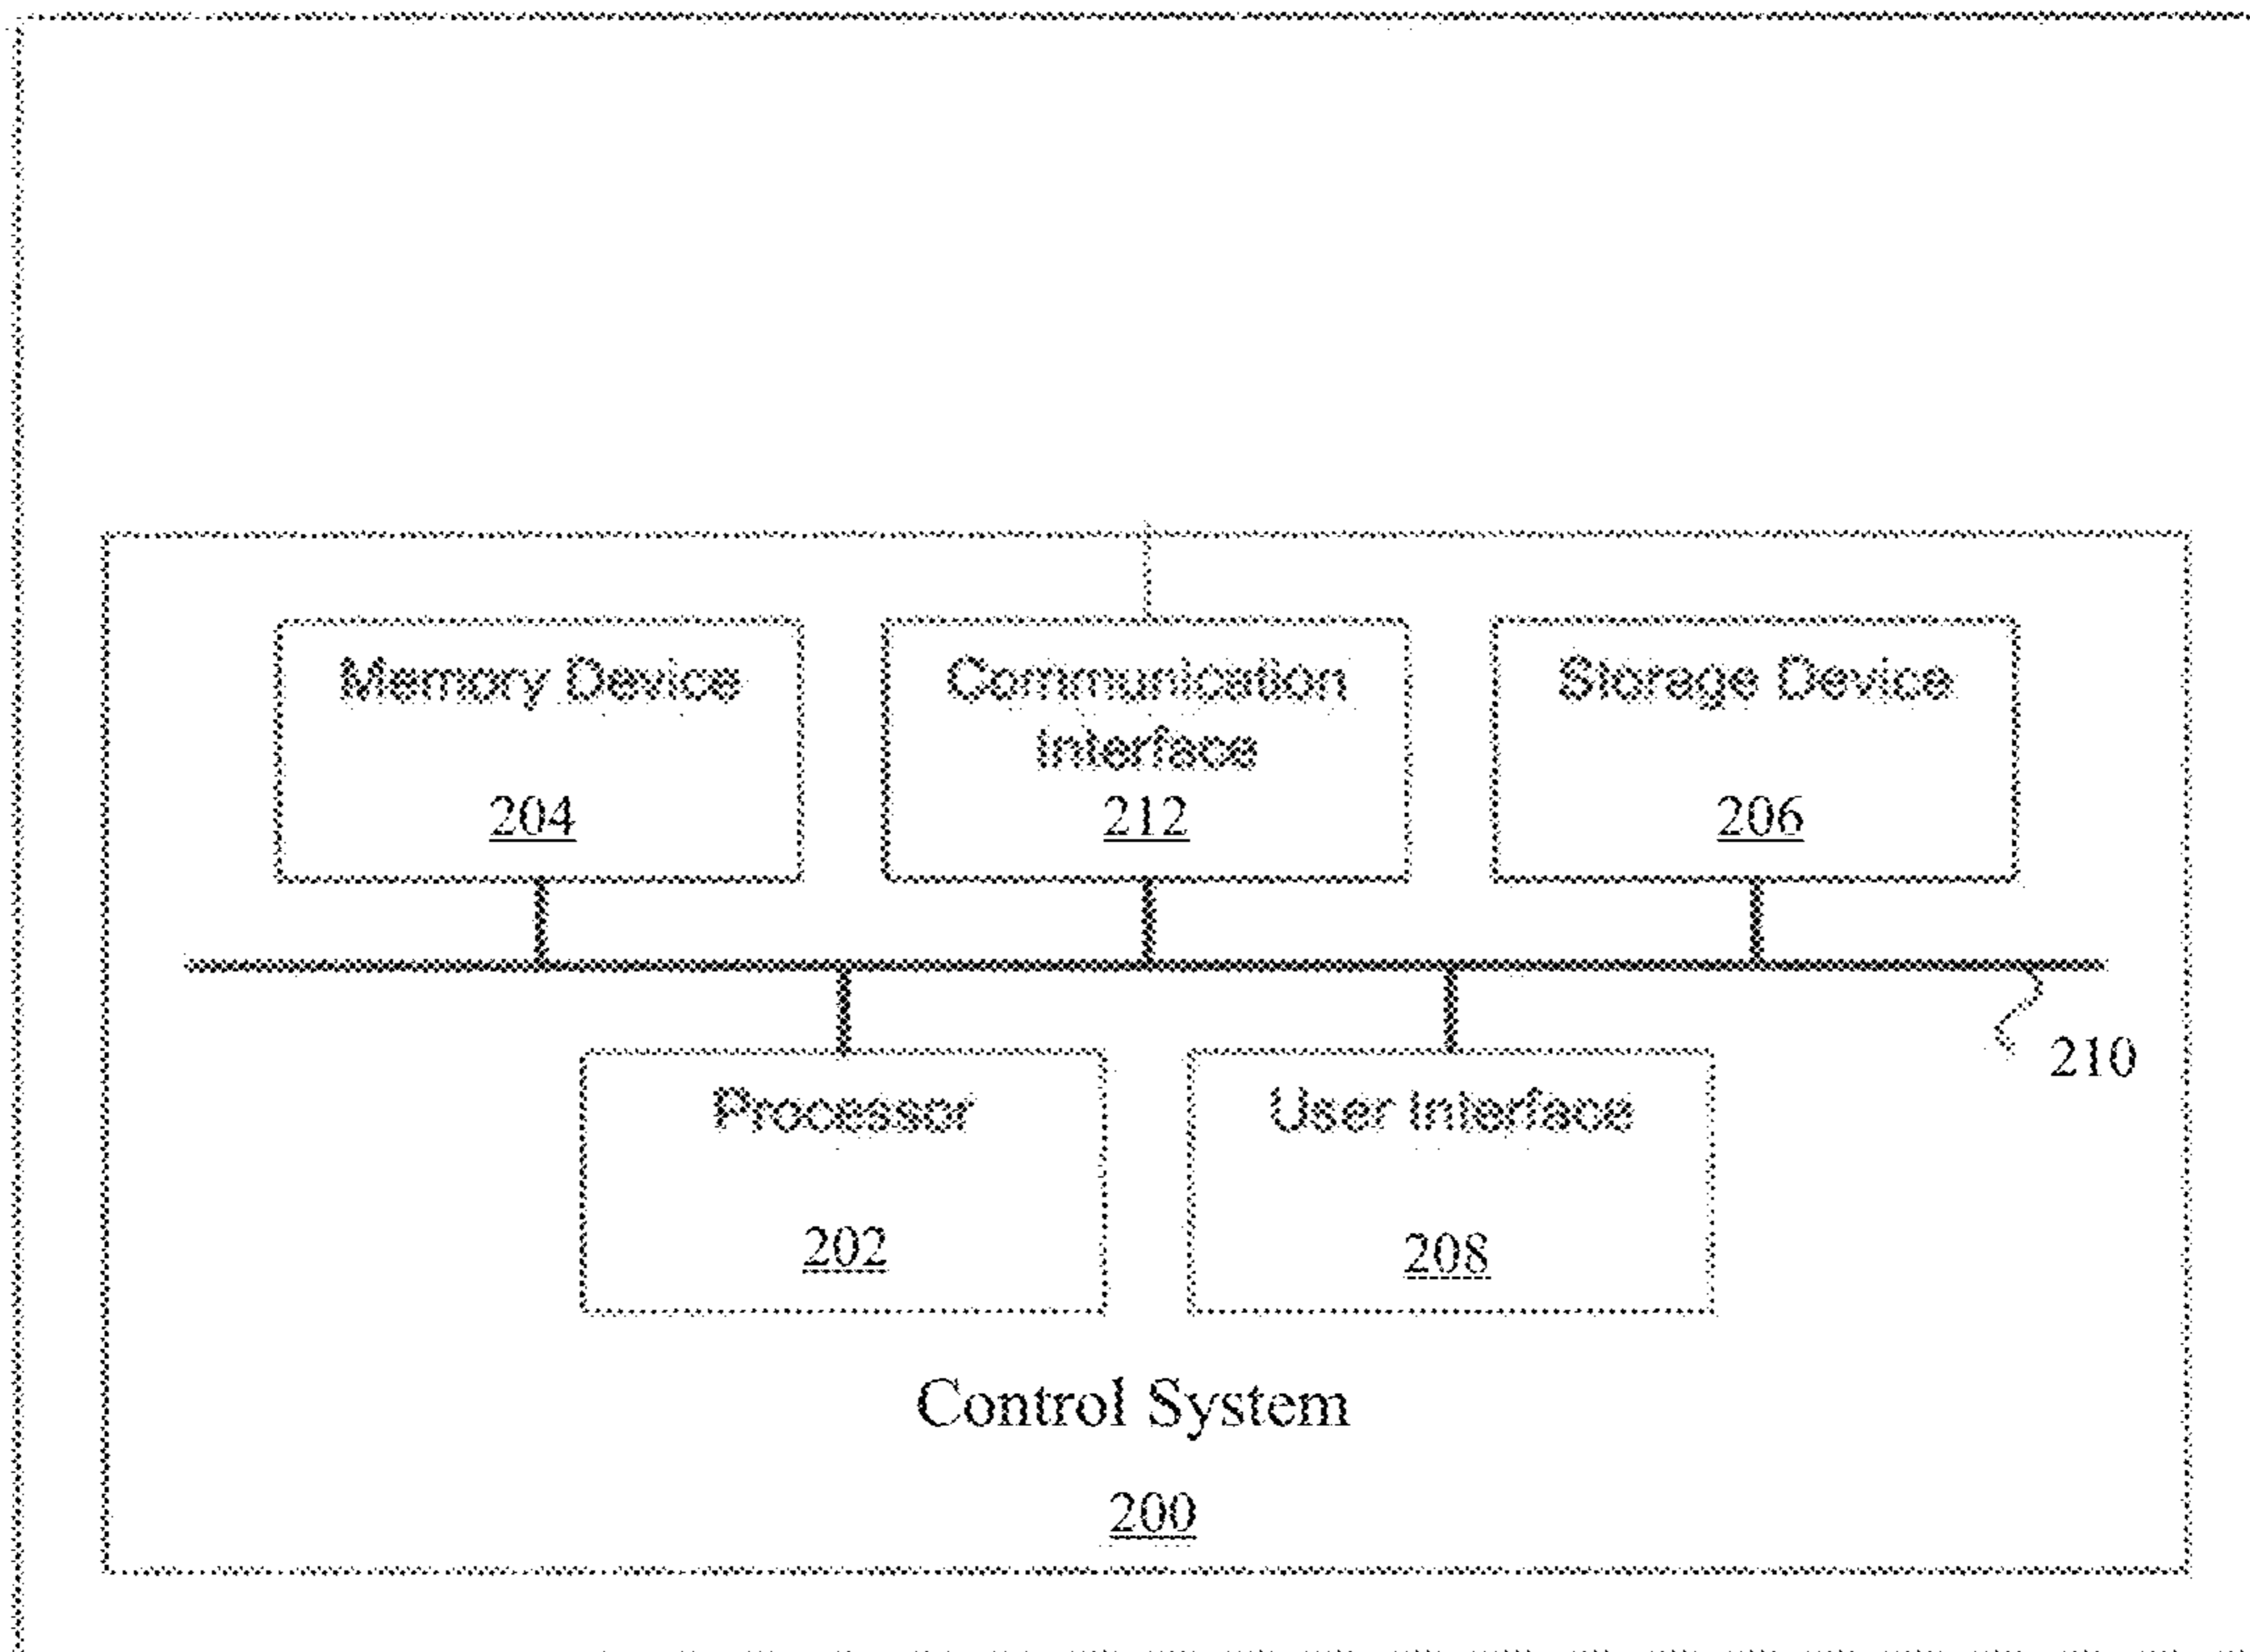 Memory Device
204
Communication
Interface
212
Storage Device
206
210
Processor
202
User Interface
208
Control System
200